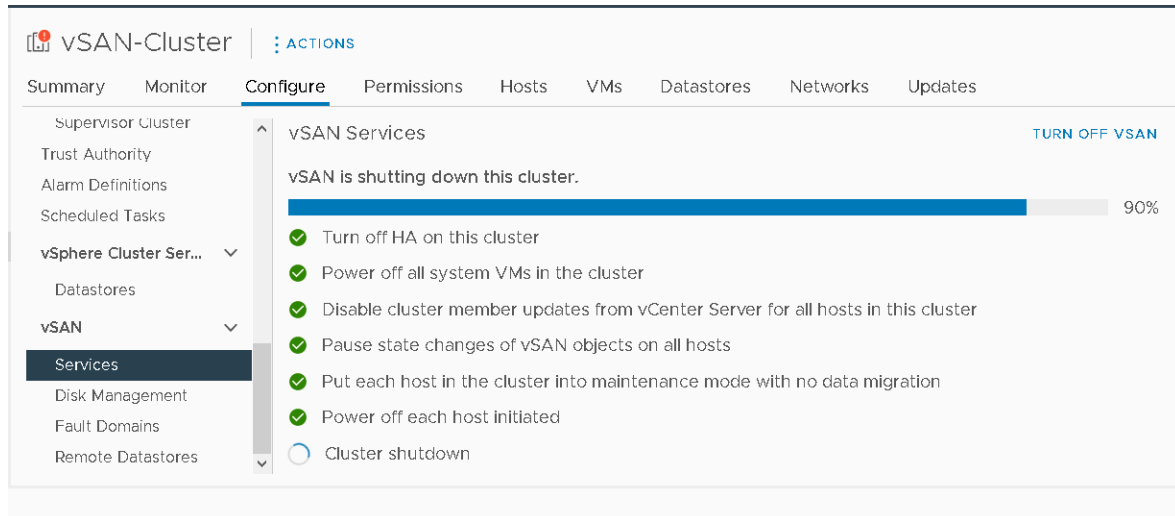 vSAN-Cluster ACTIONS
Summary Monitor Configure Permissions Hosts VMs Datastores Networks Updates
Supervisor Cluster
Trust Authority
Alarm Definitions
Scheduled Tasks
vSphere Cluster Ser...
Datastores
vSAN
Services
Disk Management
Fault Domains
Remote Datastores
vSAN Services TURN OFF VSAN
vSAN is shutting down this cluster.
90%
Turn off HA on this cluster
Power off all system VMs in the cluster
Disable cluster member updates from vCenter Server for all hosts in this cluster
Pause state changes of vSAN objects on all hosts
Put each host in the cluster into maintenance mode with no data migration
Power off each host initiated
Cluster shutdown